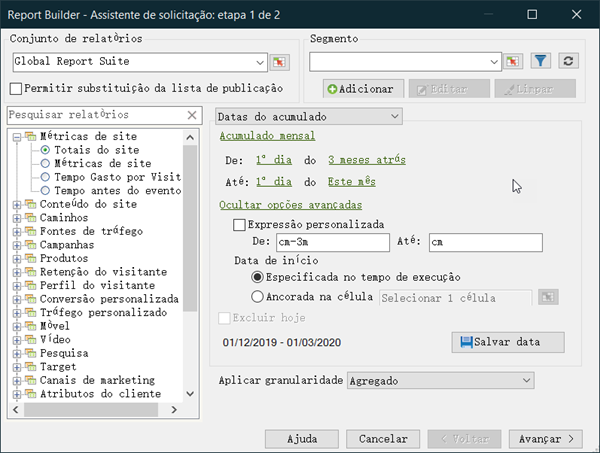 Report Builder - Assistente de solicitação: etapa 1 de 2
Conjunto de relatòrios
Segmento
Global Report Suite
Permitir substituição da lista de publicação
Adicionar
Editar
Limpar
Pesquisar relatòrios
Datas do acumulado
Métricas de site
Totais do site
Métricas de site
Tempo Gasto por Visit
Tempo antes do evento
Conteúdo do site
Caminhos
Fontes de tráfego
Campanhas
Produtos
Retenção do visitante
Perfil do visitante
Conversão personalizada
Tráfego personalizado
Mòvel
Vídeo
Pesquisa
Target
Canais de marketing
Atributos do cliente
Acumulado mensal
De: 1º dia do 3 meses atrás
Até: 1º dia do Este mês
Ocultar opções avançadas
Expressão personalizada
De: cm-3m Até: cm
Data de início
Especificada no tempo de execução
Ancorada na célula Selecionar 1 célula
Excluir hoje
01/12/2019 - 01/03/2020
Salvar data
Aplicar granularidade Agregado
Ajuda
Cancelar
< Voltar
Avançar >